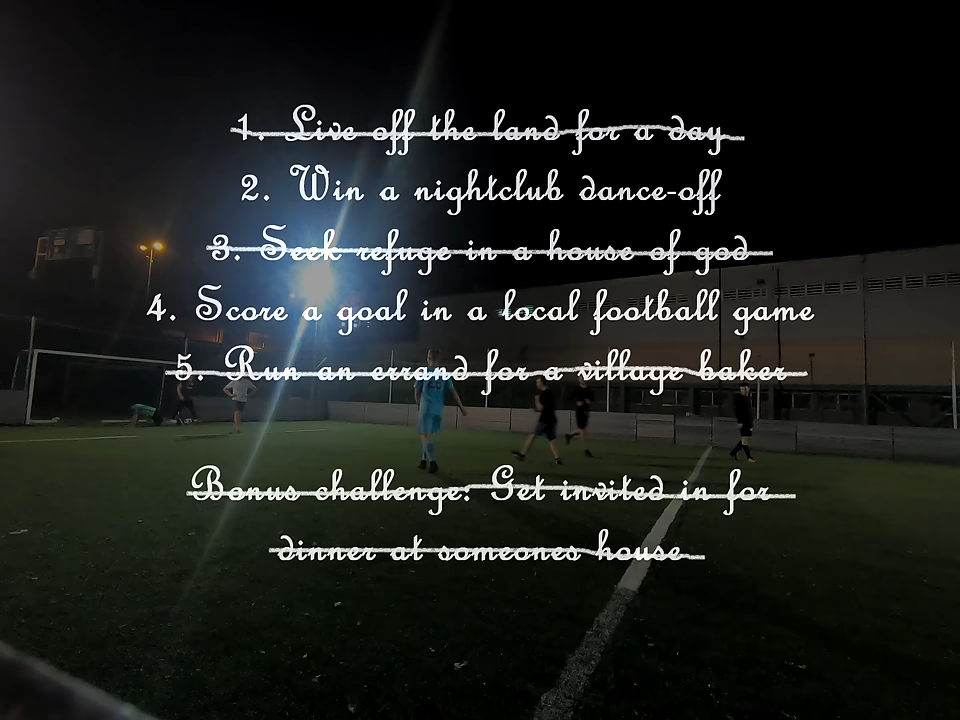 1. Live off the land for a day
2. Win a nightclub dance-off
3. Seek refuge in a house of god
4. Score a goal in a local football game
5. Run an errand for a village baker
Bonus challenge: Get invited in for
dinner at someones house